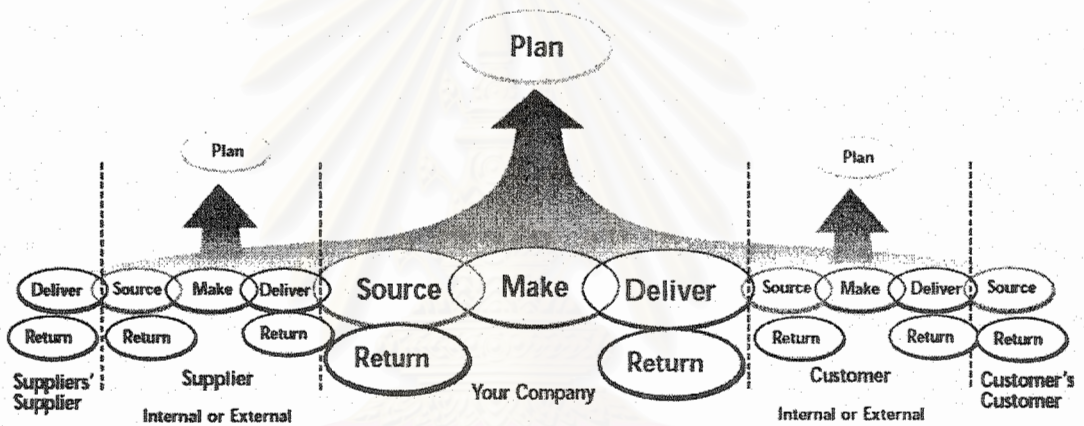 Plan
Plan
Plan
Deliver Source Make Deliver Source Make Deliver Source Make Deliver Source
Return Return Return Return Return Return Return Return
Suppliers'
Supplier
Supplier
Internal or External
Your Company
Customer
Internal or External
Customer's
Customer